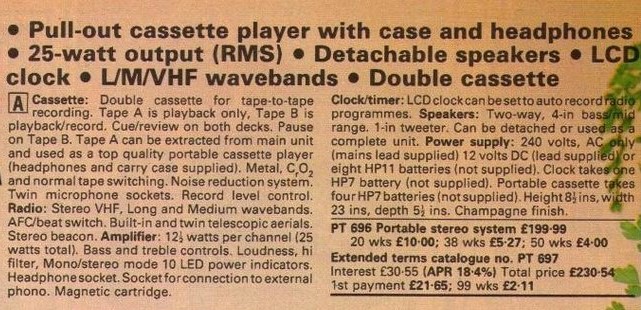 • Pull-out cassette player with case and headphones
• 25-watt output (RMS) • Detachable speakers • LCD
clock • L/M/VHF wavebands • Double cassette
A Cassette: Double cassette for tape-to-tape
recording. Tape A is playback only, Tape B is
playback/record. Cue/review on both decks. Pause
on Tape B. Tape A can be extracted from main unit
and used as a top quality portable cassette player
(headphones and carry case supplied). Metal, CrO2
and normal tape switching. Noise reduction system.
Twin microphone sockets. Record level control.
Radio: Stereo VHF, Long and Medium wavebands.
AFC/beat switch. Built-in and twin telescopic aerials.
Stereo beacon. Amplifier: 12½ watts per channel (25
watts total). Bass and treble controls. Loudness, hi
filter, Mono/stereo mode 10 LED power indicators.
Headphone socket. Socket for connection to external
phono. Magnetic cartridge.
Clock/timer: LCD clock can be set to auto record radio
programmes. Speakers: Two-way, 4-in bass/mid
range. 1-in tweeter. Can be detached or used as a
complete unit. Power supply: 240 volts, AC only
(mains lead supplied) 12 volts DC (lead supplied)
eight HP11 batteries (not supplied). Clock takes one
HP7 battery (not supplied). Portable cassette takes
four HP7 batteries (not supplied). Height 8½ ins, width
23 ins, depth 5½ ins. Champagne finish.
PT 696 Portable stereo system £199·99
20 wks £10·00; 38 wks £5·27; 50 wks £4·00
Extended terms catalogue no. PT 697
Interest £30·55 (APR 18·4%) Total price £230·54
1st payment £21·65; 99 wks £2·11